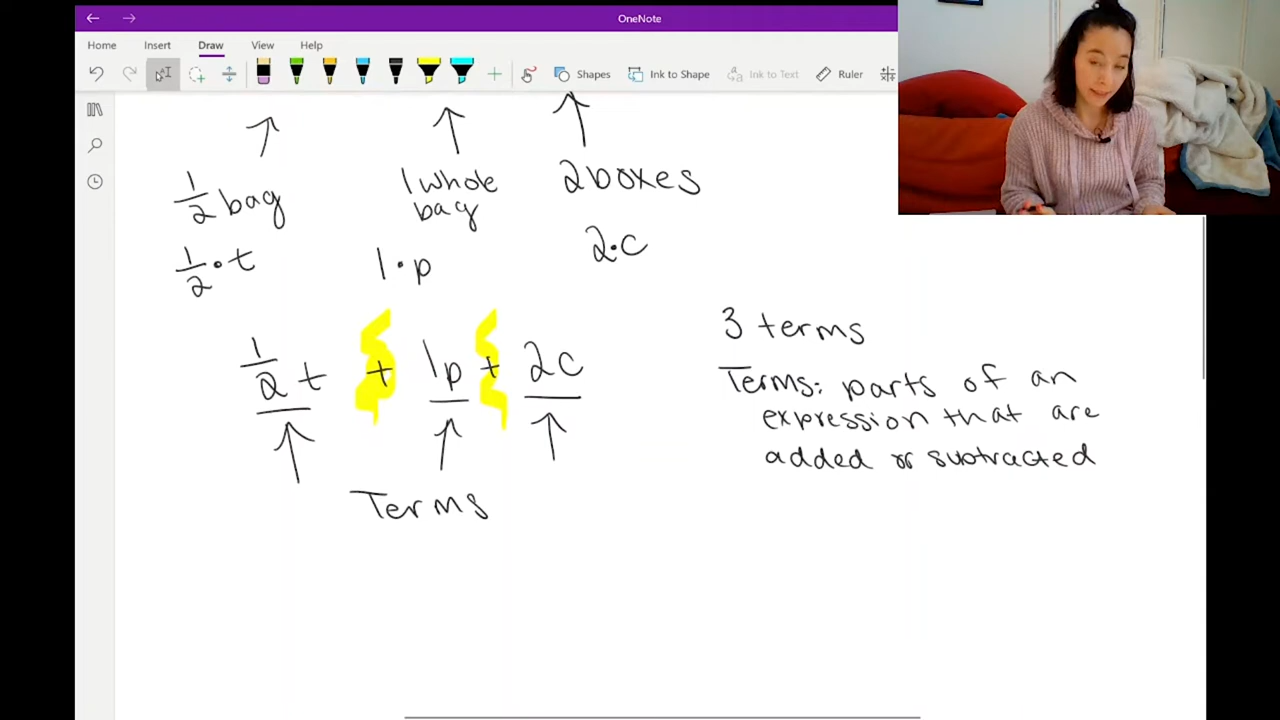 OneNote
Home Insert Draw View Help
Shapes Ink to Shape Ink to Text Ruler
1/2 bag
1 whole
bag
2 boxes
1/2 • t
1 • p
2 • c
1/2 t + 1p + 2c
Terms
3 terms
Terms: parts of an
expression that are
added or subtracted